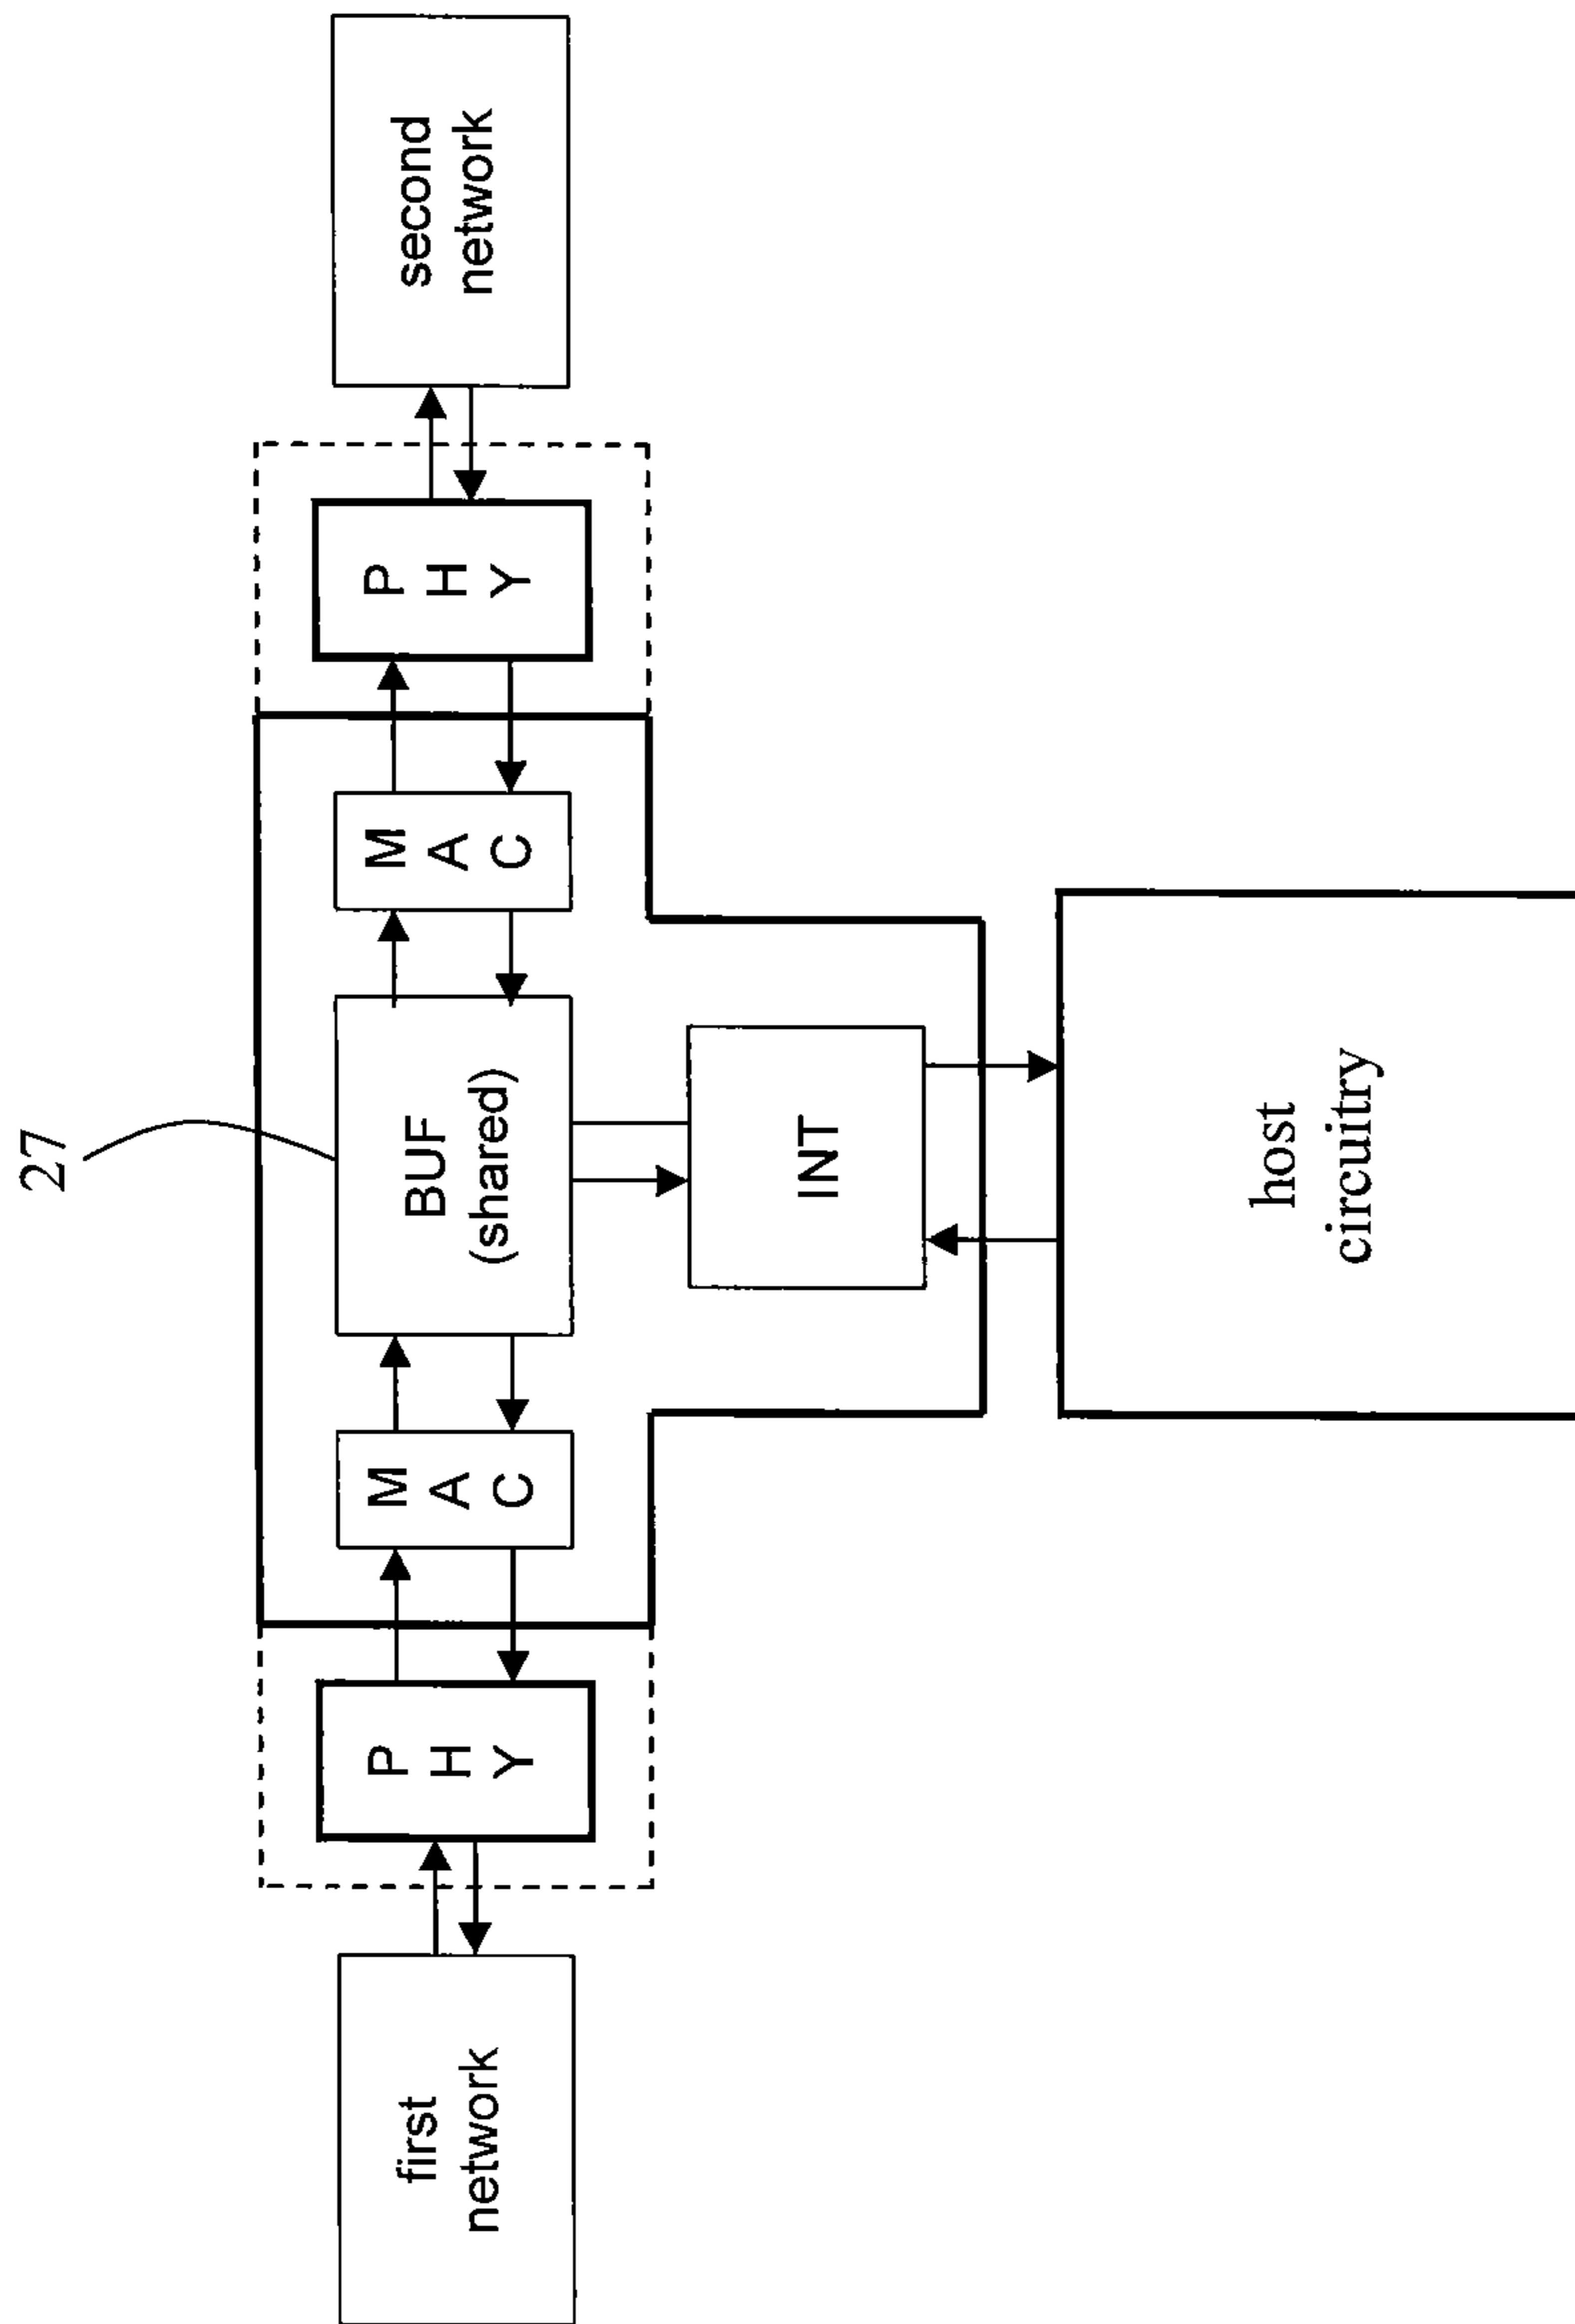 27
first
network
P
H
Y
M
A
C
BUF
(shared)
M
A
C
P
H
Y
second
network
INT
host
circuitry